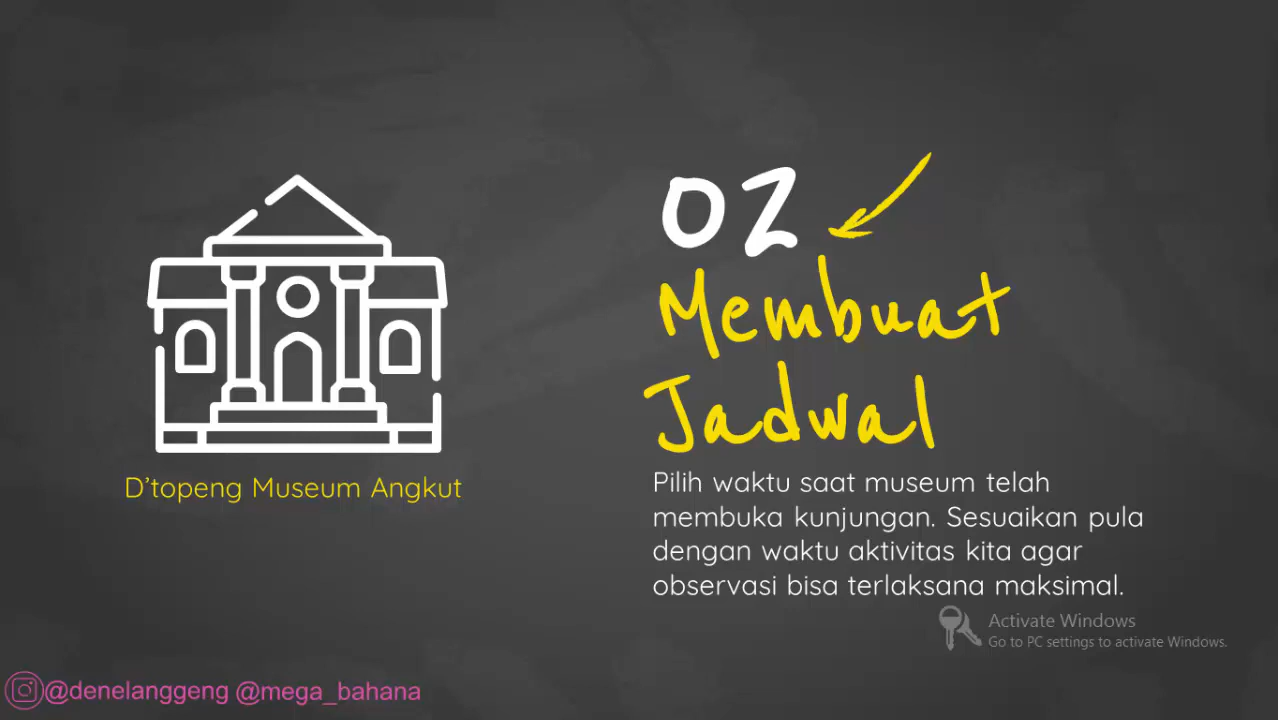 02
Membuat
Jadwal
D’topeng Museum Angkut
Pilih waktu saat museum telah
membuka kunjungan. Sesuaikan pula
dengan waktu aktivitas kita agar
observasi bisa terlaksana maksimal.
Activate Windows
Go to PC settings to activate Windows.
@denelanggeng @mega_bahana